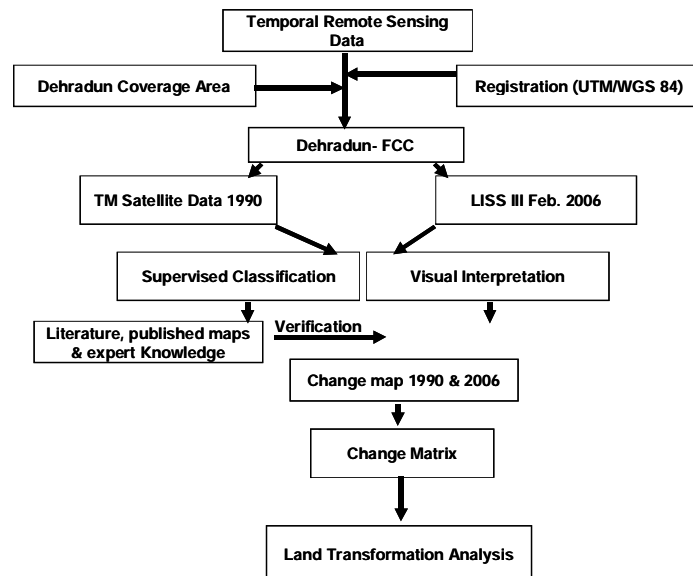 Temporal Remote Sensing
Data
Dehradun Coverage Area
Registration (UTM/WGS 84)
Dehradun- FCC
TM Satellite Data 1990
LISS III Feb. 2006
Supervised Classification
Visual Interpretation
Literature, published maps
& expert Knowledge
Verification
Change map 1990 & 2006
Change Matrix
Land Transformation Analysis